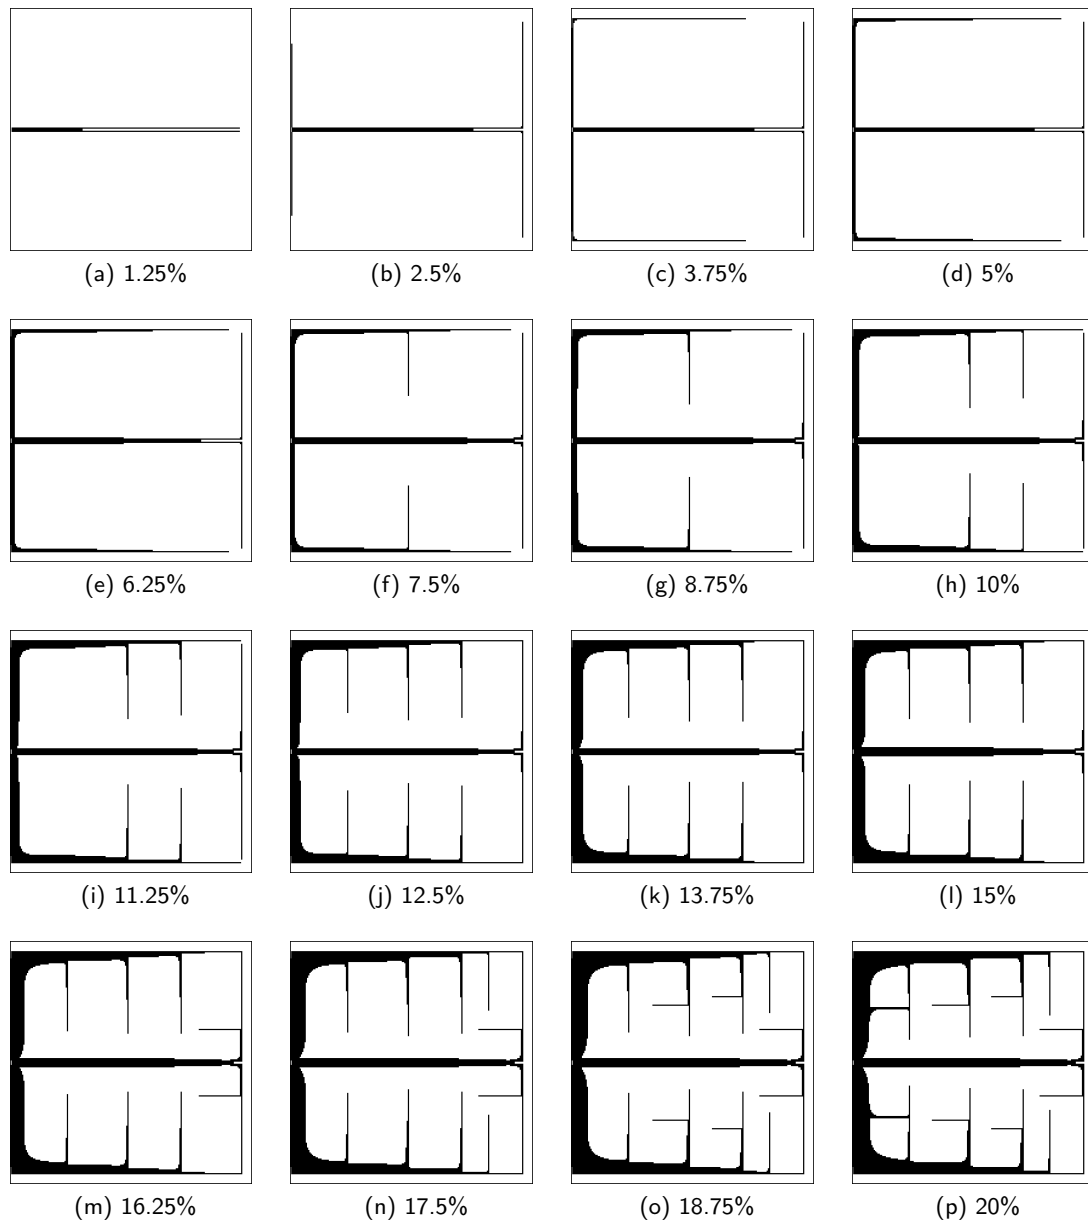 (a) 1.25%
(b) 2.5%
(c) 3.75%
(d) 5%
(e) 6.25%
(f) 7.5%
(g) 8.75%
(h) 10%
(i) 11.25%
(j) 12.5%
(k) 13.75%
(l) 15%
(m) 16.25%
(n) 17.5%
(o) 18.75%
(p) 20%